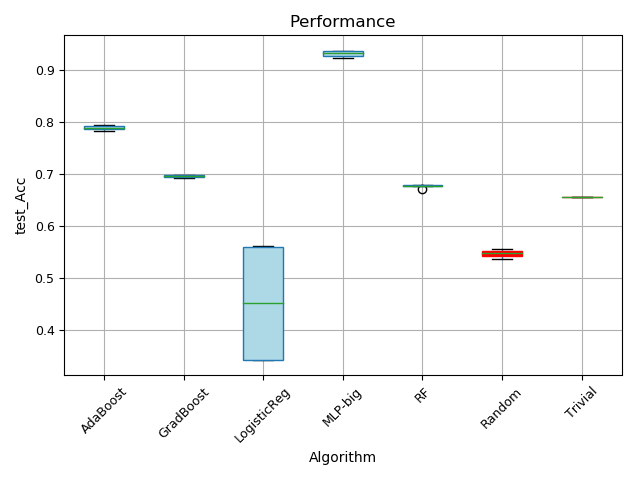 Performance
test_Acc
0.9
0.8
0.7
0.6
0.5
0.4
AdaBoost
GradBoost
LogisticReg
MLP-big
RF
Random
Trivial
Algorithm